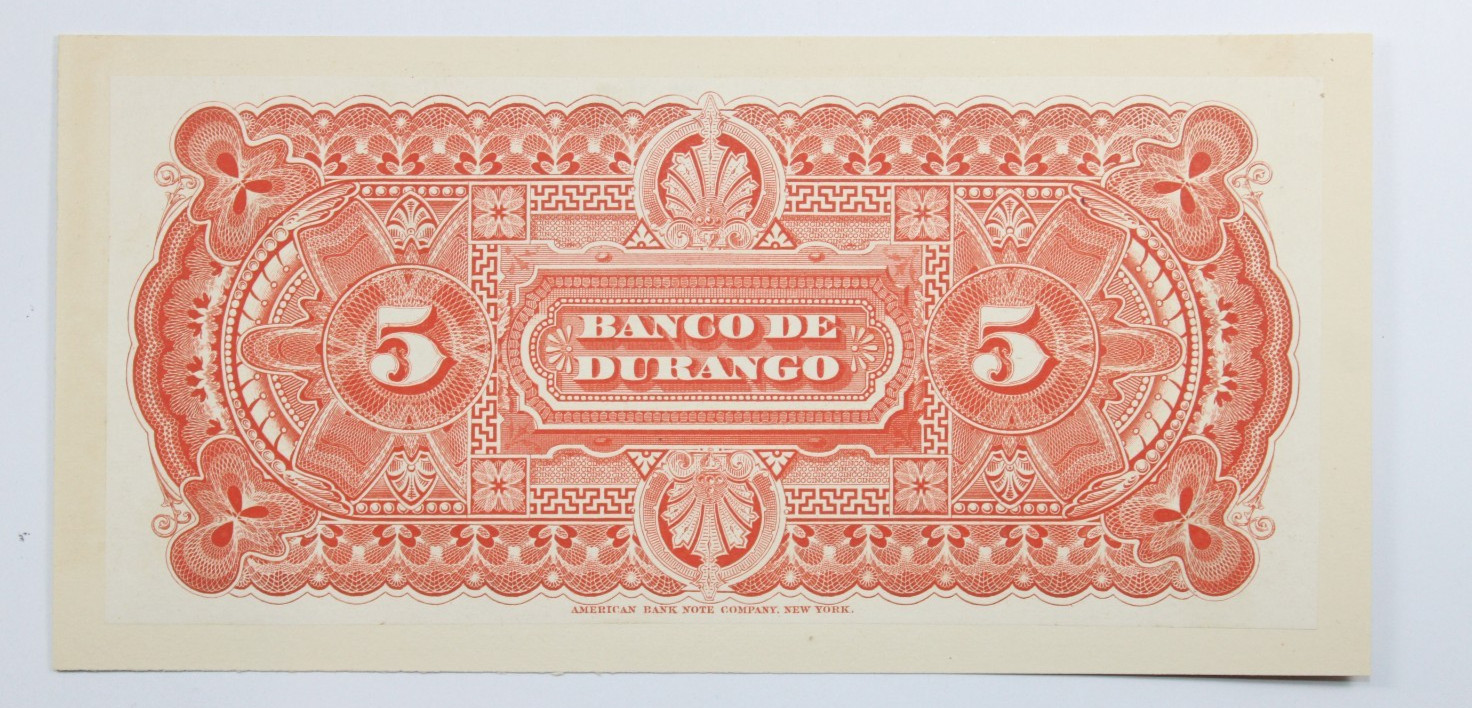 5
BANCO DE
DURANGO
5
AMERICAN BANK NOTE COMPANY, NEW YORK.